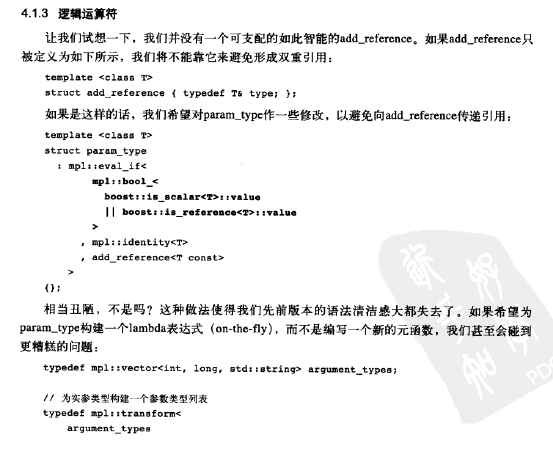 4.1.3 逻辑运算符
让我们试想一下，我们并没有一个可支配的如此智能的add_reference。如果add_reference只
被定义为如下所示，我们将不能靠它来避免形成双重引用：
template <class T>
struct add_reference { typedef T& type; };
如果是这样的话，我们希望对param_type作一些修改，以避免向add_reference传递引用：
template <class T>
struct param_type
: mpl::eval_if<
mpl::bool_<
boost::is_scalar<T>::value
|| boost::is_reference<T>::value
>
, mpl::identity<T>
, add_reference<T const>
>
{};
相当丑陋，不是吗？这种做法使得我们先前版本的语法清洁感大都失去了。如果希望为
param_type构建一个lambda表达式（on-the-fly），而不是编写一个新的元函数，我们甚至会碰到
更糟糕的问题：
typedef mpl::vector<int, long, std::string> argument_types;
// 为实参类型构建一个参数类型列表
typedef mpl::transform<
argument_types